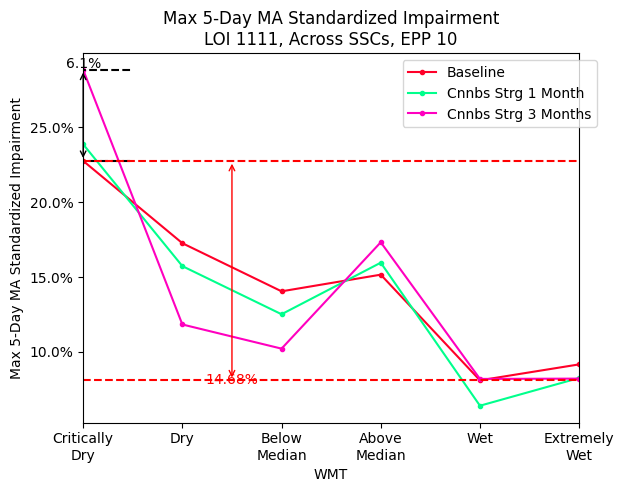 Max 5-Day MA Standardized Impairment
LOI 1111, Across SSCs, EPP 10
6.1%
Baseline
Cnnbs Strg 1 Month
Cnnbs Strg 3 Months
Max 5-Day MA Standardized Impairment
25.0%
20.0%
15.0%
10.0%
14.68%
Critically
Dry
Dry
Below
Median
Above
Median
Wet
Extremely
Wet
WMT